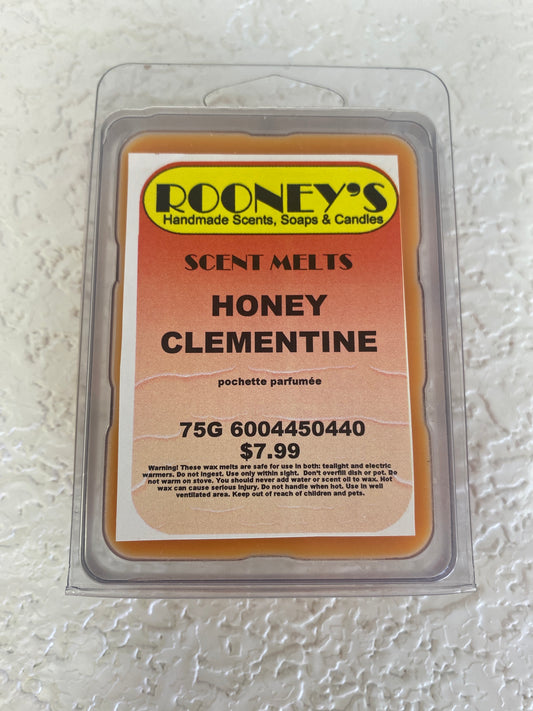 ROONEY'S
Handmade Scents, Soaps & Candles
SCENT MELTS
HONEY
CLEMENTINE
pochette parfumée
75G 6004450440
$7.99
Warning! These wax melts are safe for use in both: tealight and electric
warmers. Do not ingest. Use only within sight. Don't overfill dish or pot. Do
not warm on stove. You should never add water or scent oil to wax. Hot
wax can cause serious injury. Do not handle when hot. Use in well
ventilated area. Keep out of reach of children and pets.